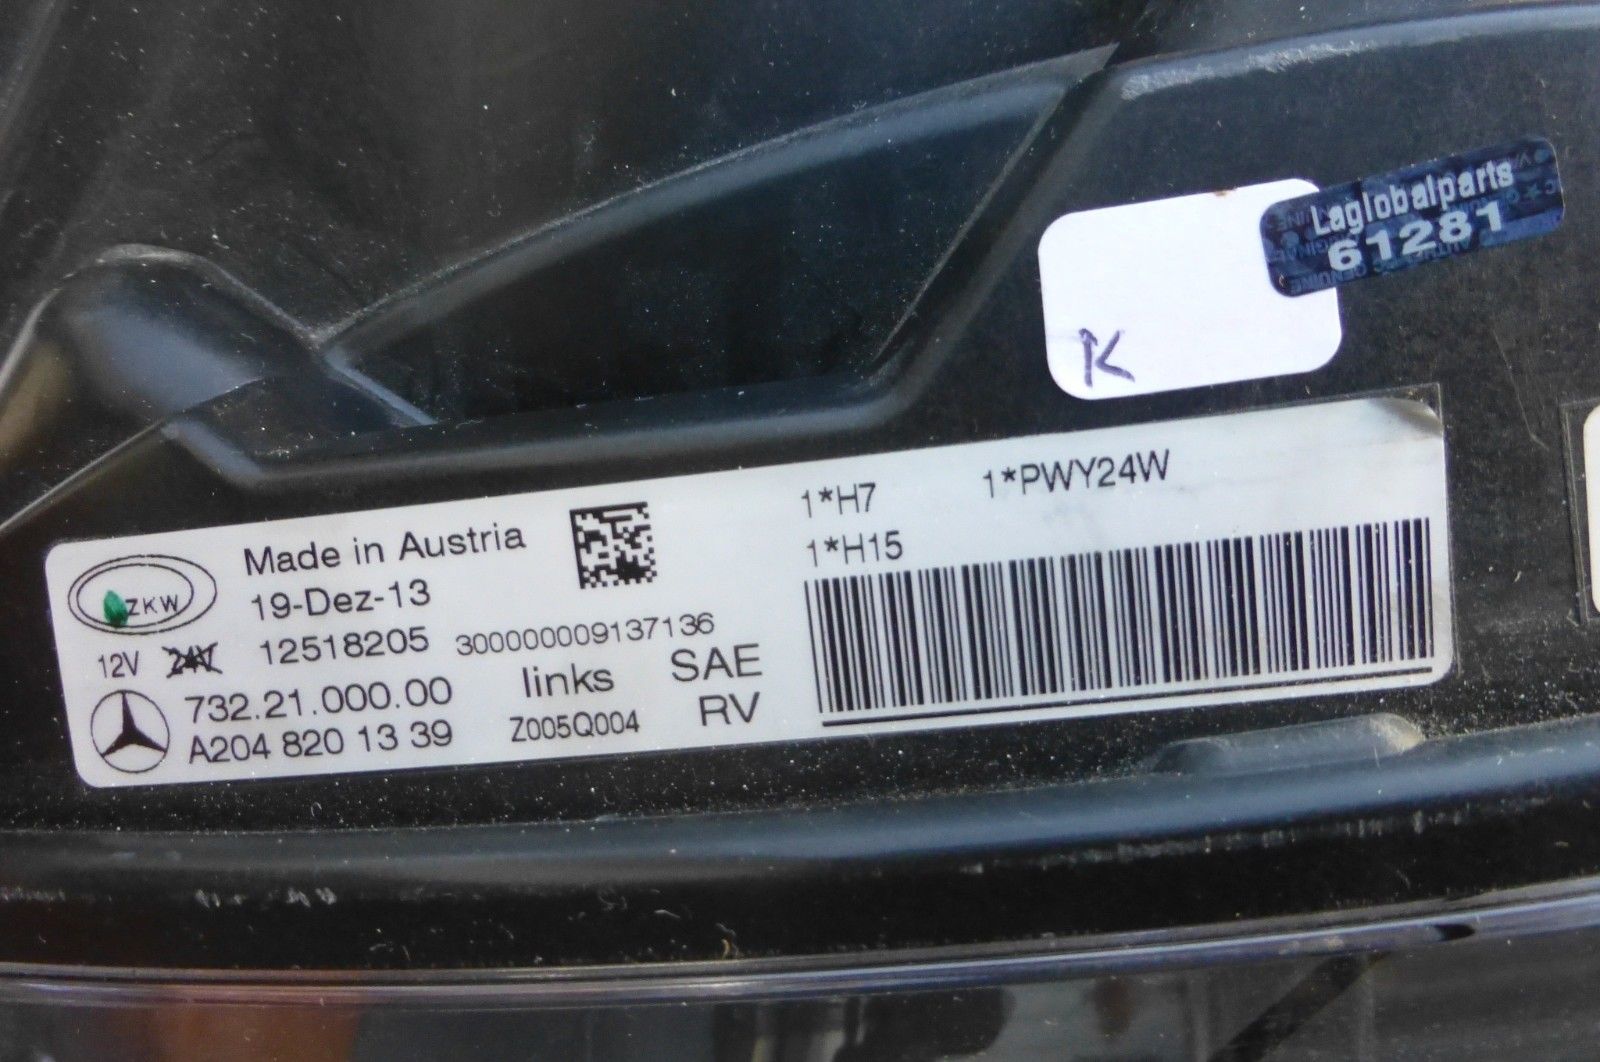 Laglobalparts
61281
K
1*H7 1*PWY24W
1*H15
Made in Austria
19-Dez-13
ZKW
12V 24V 12518205 300000009137136
732.21.000.00 links SAE
A204 820 13 39 Z005Q004 RV